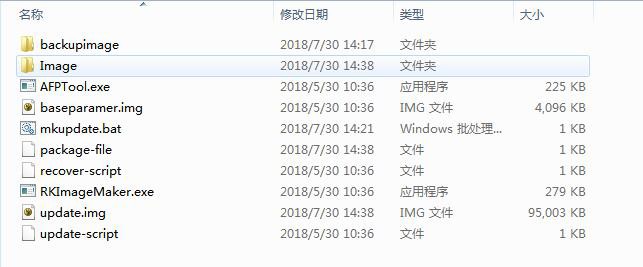 名称 修改日期 类型 大小
backupimage 2018/7/30 14:17 文件夹
Image 2018/7/30 14:38 文件夹
AFPTool.exe 2018/5/30 10:36 应用程序 225 KB
baseparamer.img 2018/5/30 10:36 IMG 文件 4,096 KB
mkupdate.bat 2018/7/30 14:21 Windows 批处理... 1 KB
package-file 2018/7/30 14:38 文件 1 KB
recover-script 2018/5/30 10:36 文件 1 KB
RKImageMaker.exe 2018/5/30 10:36 应用程序 279 KB
update.img 2018/7/30 14:38 IMG 文件 95,003 KB
update-script 2018/5/30 10:36 文件 1 KB